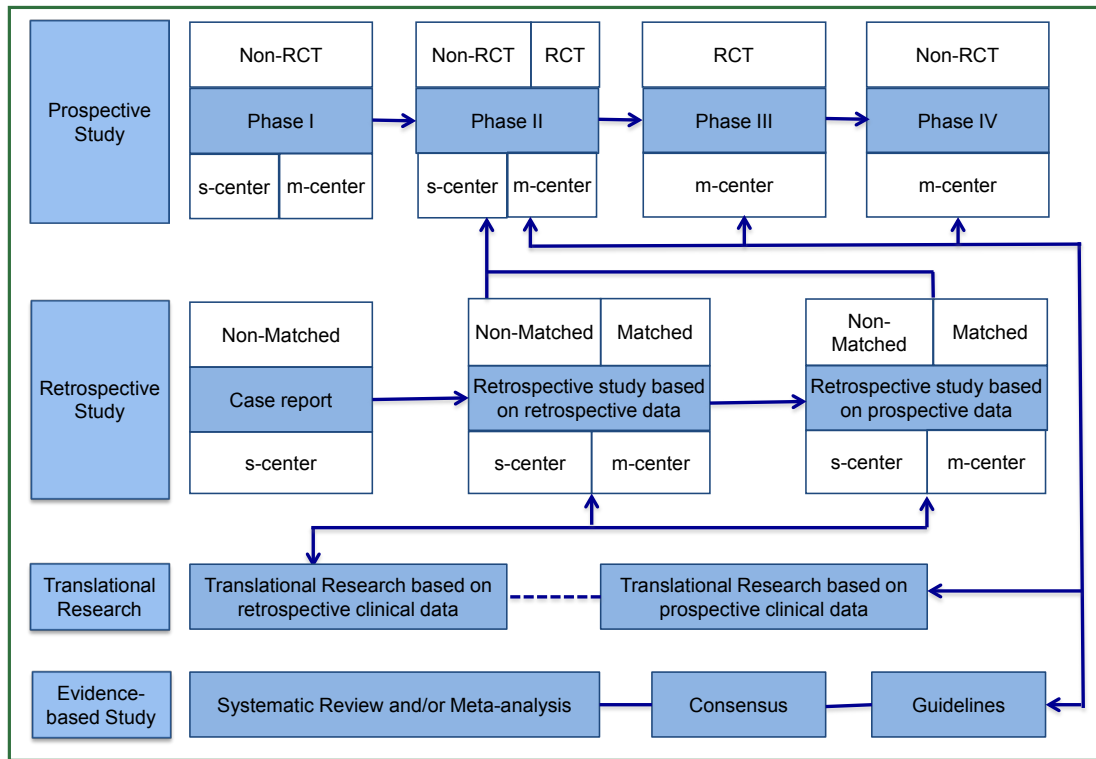 Prospective
Study
Non-RCT
Phase I
s-center
m-center
Non-RCT
RCT
Phase II
s-center
m-center
RCT
Phase III
m-center
Non-RCT
Phase IV
m-center
Retrospective
Study
Non-Matched
Case report
s-center
Non-Matched
Matched
Retrospective study based
on retrospective data
s-center
m-center
Non-
Matched
Matched
Retrospective study based
on prospective data
s-center
m-center
Translational
Research
Translational Research based on
retrospective clinical data
Translational Research based on
prospective clinical data
Evidence-
based Study
Systematic Review and/or Meta-analysis
Consensus
Guidelines